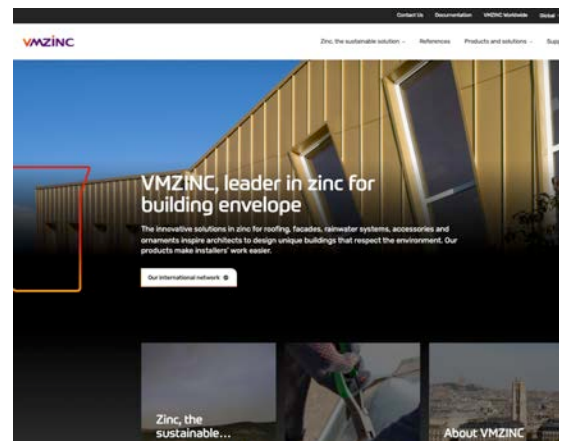 Contact Us Documentation VMZINC Worldwide Global
VMZINC
Zinc, the sustainable solution References Products and solutions Supp
VMZINC, leader in zinc for
building envelope
The innovative solutions in zinc for roofing, facades, rainwater systems, accessories and
ornaments inspire architects to design unique buildings that respect the environment. Our
products make installers' work easier.
Our international network
Zinc, the
sustainable...
About VMZINC